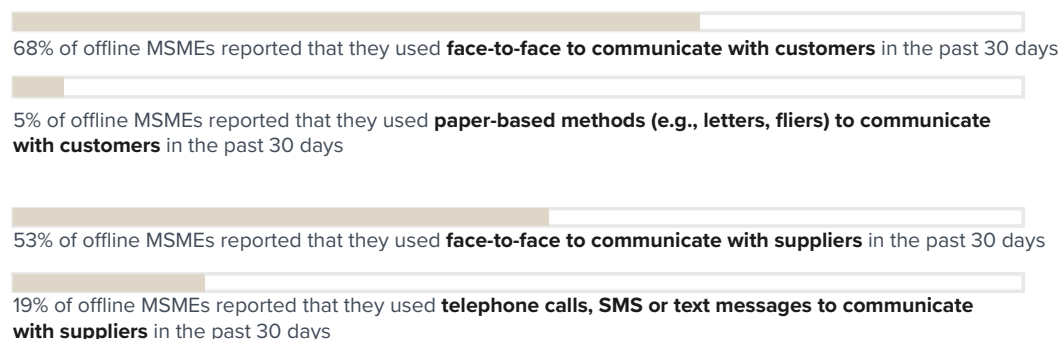 68% of offline MSMEs reported that they used face-to-face to communicate with customers in the past 30 days
5% of offline MSMEs reported that they used paper-based methods (e.g., letters, fliers) to communicate
with customers in the past 30 days
53% of offline MSMEs reported that they used face-to-face to communicate with suppliers in the past 30 days
19% of offline MSMEs reported that they used telephone calls, SMS or text messages to communicate
with suppliers in the past 30 days